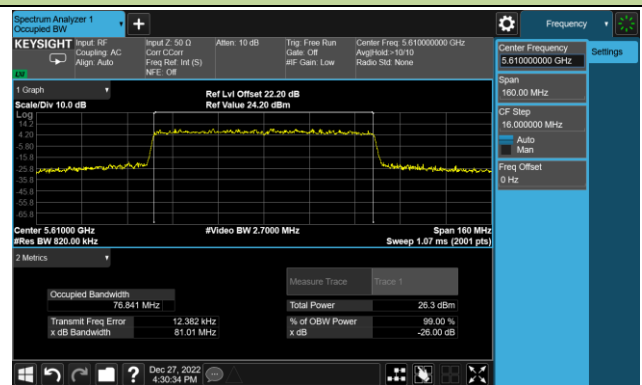 Spectrum Analyzer 1
Occupied BW
Frequency
KEYSIGHT
Input: RF
Coupling: AC
Align: Auto
Input Z: 50 Ω
Corr CCorr
Freq Ref: Int (S)
NFE: Off
Atten: 10 dB
Trig: Free Run
Gate: Off
#IF Gain: Low
Center Freq: 5.610000000 GHz
Avg|Hold:>10/10
Radio Std: None
Center Frequency
5.610000000 GHz
Settings
Span
160.00 MHz
CF Step
16.000000 MHz
Auto
Man
Freq Offset
0 Hz
1 Graph
Scale/Div 10.0 dB
Ref Lvl Offset 22.20 dB
Ref Value 24.20 dBm
Log
14.2
4.20
-5.80
-15.8
-25.8
-35.8
-45.8
-55.8
-65.8
Center 5.61000 GHz
#Res BW 820.00 kHz
#Video BW 2.7000 MHz
Span 160 MHz
Sweep 1.07 ms (2001 pts)
2 Metrics
Measure Trace
Trace 1
Occupied Bandwidth
76.841 MHz
Total Power
26.3 dBm
Transmit Freq Error
12.382 kHz
% of OBW Power
99.00 %
x dB Bandwidth
81.01 MHz
x dB
-26.00 dB
Dec 27, 2022
4:30:34 PM